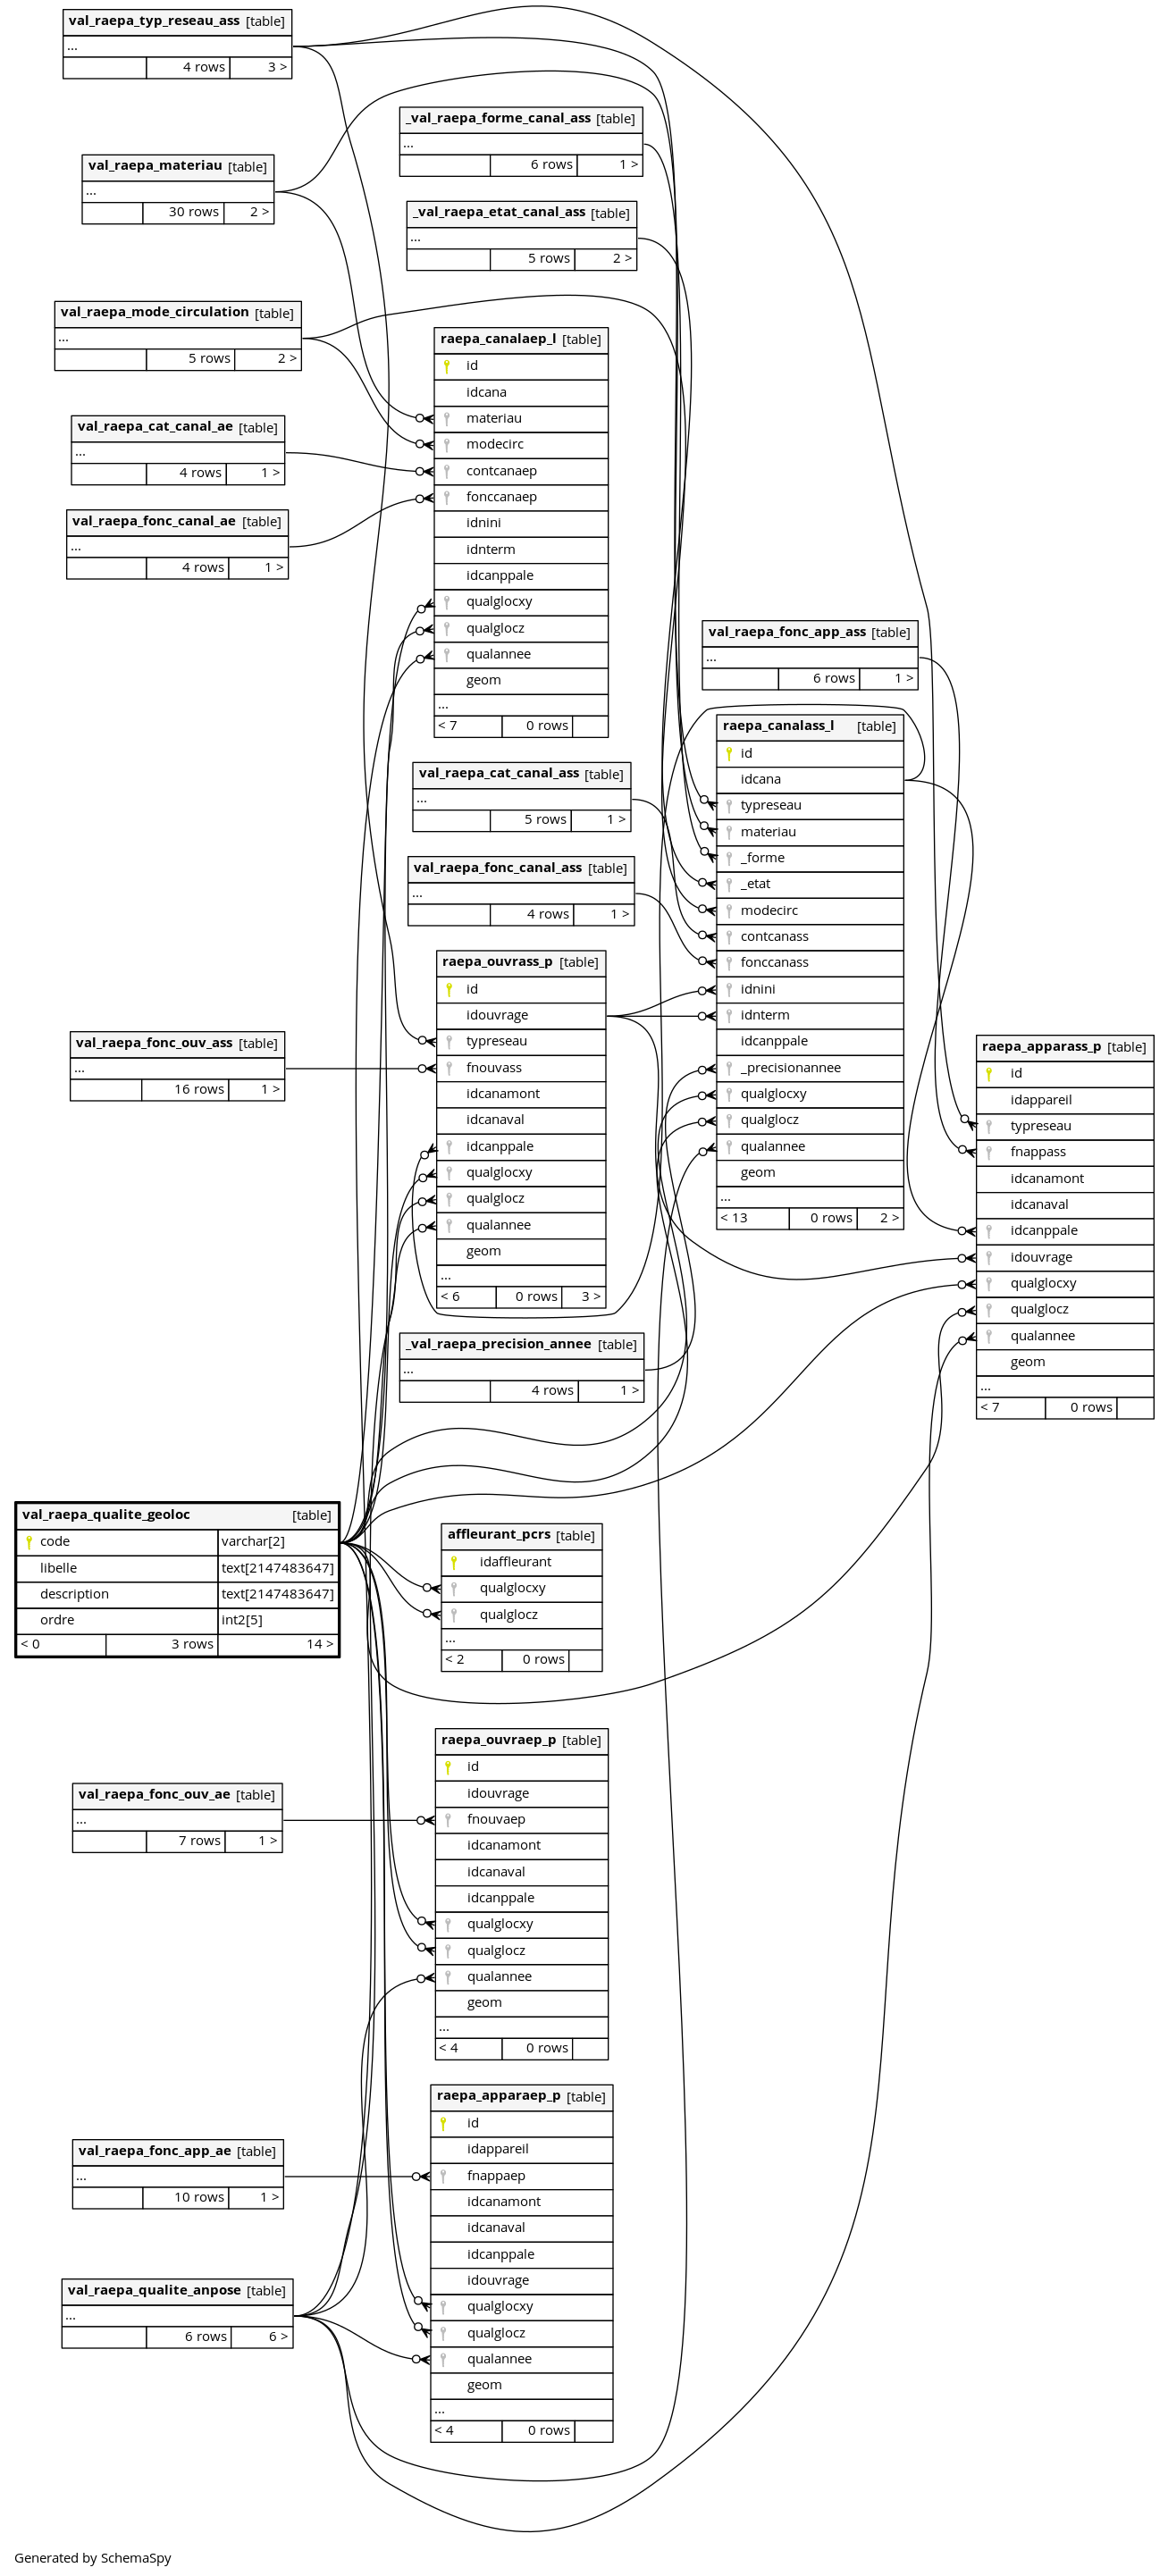 val_raepa_typ_reseau_ass [table]
...
4 rows 3 >
val_raepa_materiau [table]
...
30 rows 2 >
val_raepa_mode_circulation [table]
...
5 rows 2 >
val_raepa_cat_canal_ae [table]
...
4 rows 1 >
val_raepa_fonc_canal_ae [table]
...
4 rows 1 >
_val_raepa_forme_canal_ass [table]
...
6 rows 1 >
_val_raepa_etat_canal_ass [table]
...
5 rows 2 >
raepa_canalaep_l [table]
id
idcana
materiau
modecirc
contcanaep
fonccanaep
idnini
idnterm
idcanppale
qualglocxy
qualglocz
qualannee
geom
...
< 7 0 rows
val_raepa_cat_canal_ass [table]
...
5 rows 1 >
val_raepa_fonc_canal_ass [table]
...
4 rows 1 >
val_raepa_fonc_app_ass [table]
...
6 rows 1 >
raepa_canalass_l [table]
id
idcana
typreseau
materiau
_forme
_etat
modecirc
contcanass
fonccanass
idnini
idnterm
idcanppale
_precisionannee
qualglocxy
qualglocz
qualannee
geom
...
< 13 0 rows 2 >
raepa_ouvrass_p [table]
id
idouvrage
typreseau
fnouvass
idcanamont
idcanaval
idcanppale
qualglocxy
qualglocz
qualannee
geom
...
< 6 0 rows 3 >
val_raepa_fonc_ouv_ass [table]
...
16 rows 1 >
raepa_apparass_p [table]
id
idappareil
typreseau
fnappass
idcanamont
idcanaval
idcanppale
idouvrage
qualglocxy
qualglocz
qualannee
geom
...
< 7 0 rows
_val_raepa_precision_annee [table]
...
4 rows 1 >
val_raepa_qualite_geoloc [table]
code varchar[2]
libelle text[2147483647]
description text[2147483647]
ordre int2[5]
< 0 3 rows 14 >
affleurant_pcrs [table]
idaffleurant
qualglocxy
qualglocz
...
< 2 0 rows
raepa_ouvraep_p [table]
id
idouvrage
fnouvaep
idcanamont
idcanaval
idcanppale
qualglocxy
qualglocz
qualannee
geom
...
< 4 0 rows
val_raepa_fonc_ouv_ae [table]
...
7 rows 1 >
raepa_apparaep_p [table]
id
idappareil
fnappaep
idcanamont
idcanaval
idcanppale
idouvrage
qualglocxy
qualglocz
qualannee
geom
...
< 4 0 rows
val_raepa_fonc_app_ae [table]
...
10 rows 1 >
val_raepa_qualite_anpose [table]
...
6 rows 6 >
Generated by SchemaSpy